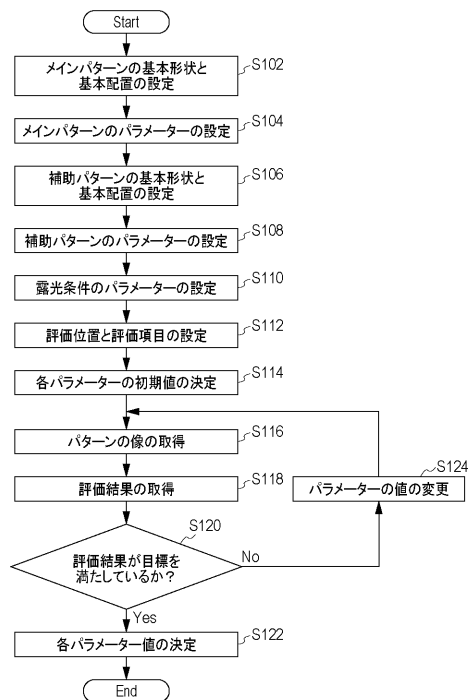 Start
メインパターンの基本形状と
基本配置の設定
S102
メインパターンのパラメーターの設定
S104
補助パターンの基本形状と
基本配置の設定
S106
補助パターンのパラメーターの設定
S108
露光条件のパラメーターの設定
S110
評価位置と評価項目の設定
S112
各パラメーターの初期値の決定
S114
パターンの像の取得
S116
評価結果の取得
S118
パラメーターの値の変更
S124
評価結果が目標を
満たしているか？
S120
No
Yes
各パラメーター値の決定
S122
End